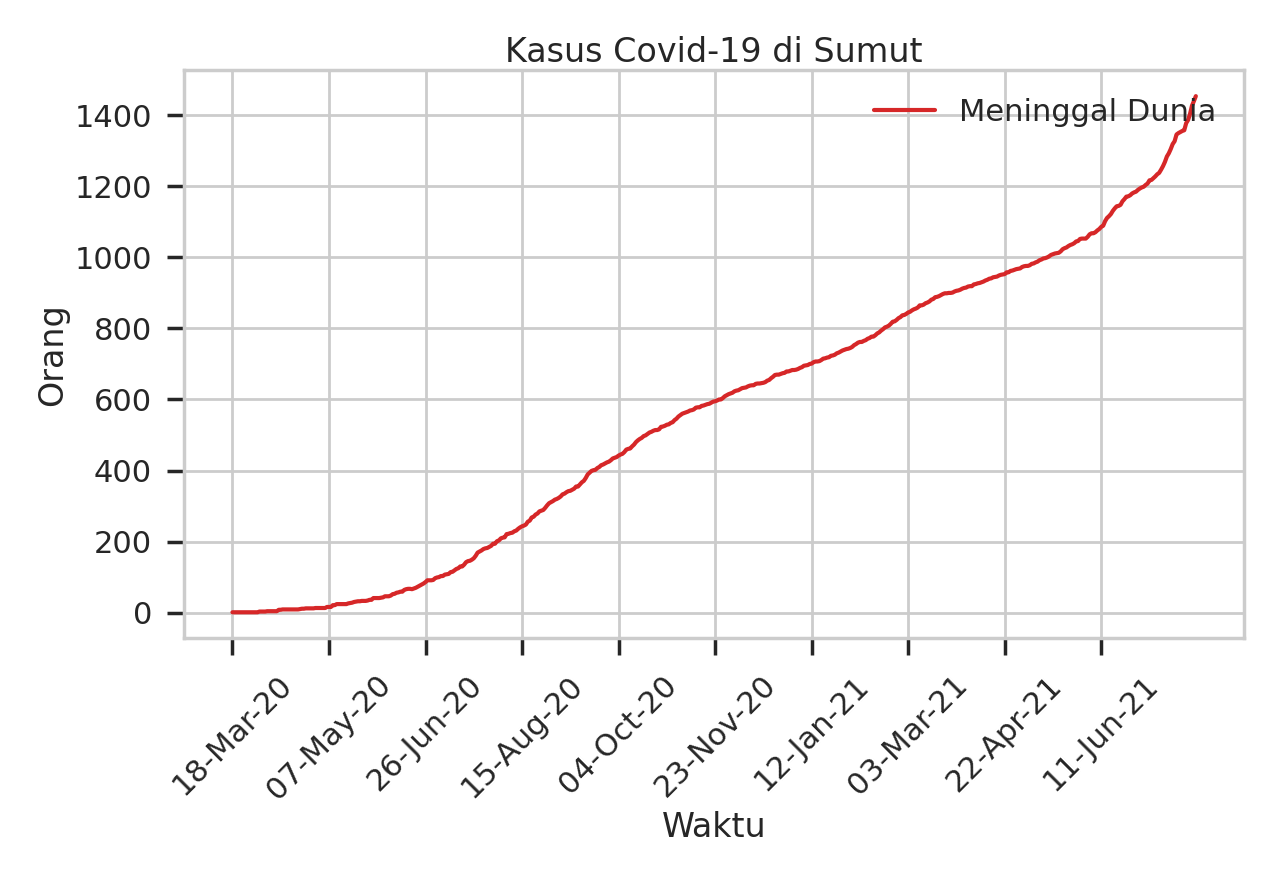 Kasus Covid-19 di Sumut
Meninggal Dunia
1400
1200
1000
800
600
400
200
0
Orang
18-Mar-20
07-May-20
26-Jun-20
15-Aug-20
04-Oct-20
23-Nov-20
12-Jan-21
03-Mar-21
22-Apr-21
11-Jun-21
Waktu